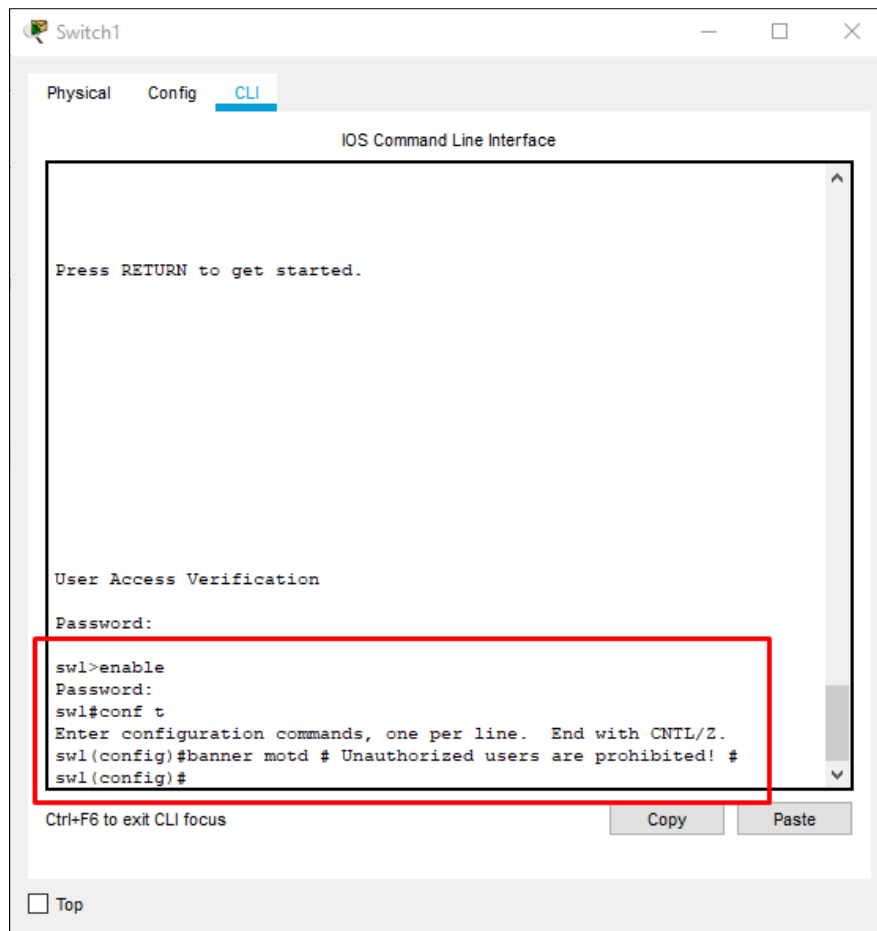 Switch1
Physical Config CLI
IOS Command Line Interface
Press RETURN to get started.
User Access Verification
Password:
sw1>enable
Password:
sw1#conf t
Enter configuration commands, one per line.  End with CNTL/Z.
sw1(config)#banner motd # Unauthorized users are prohibited! #
sw1(config)#
Ctrl+F6 to exit CLI focus Copy Paste
Top